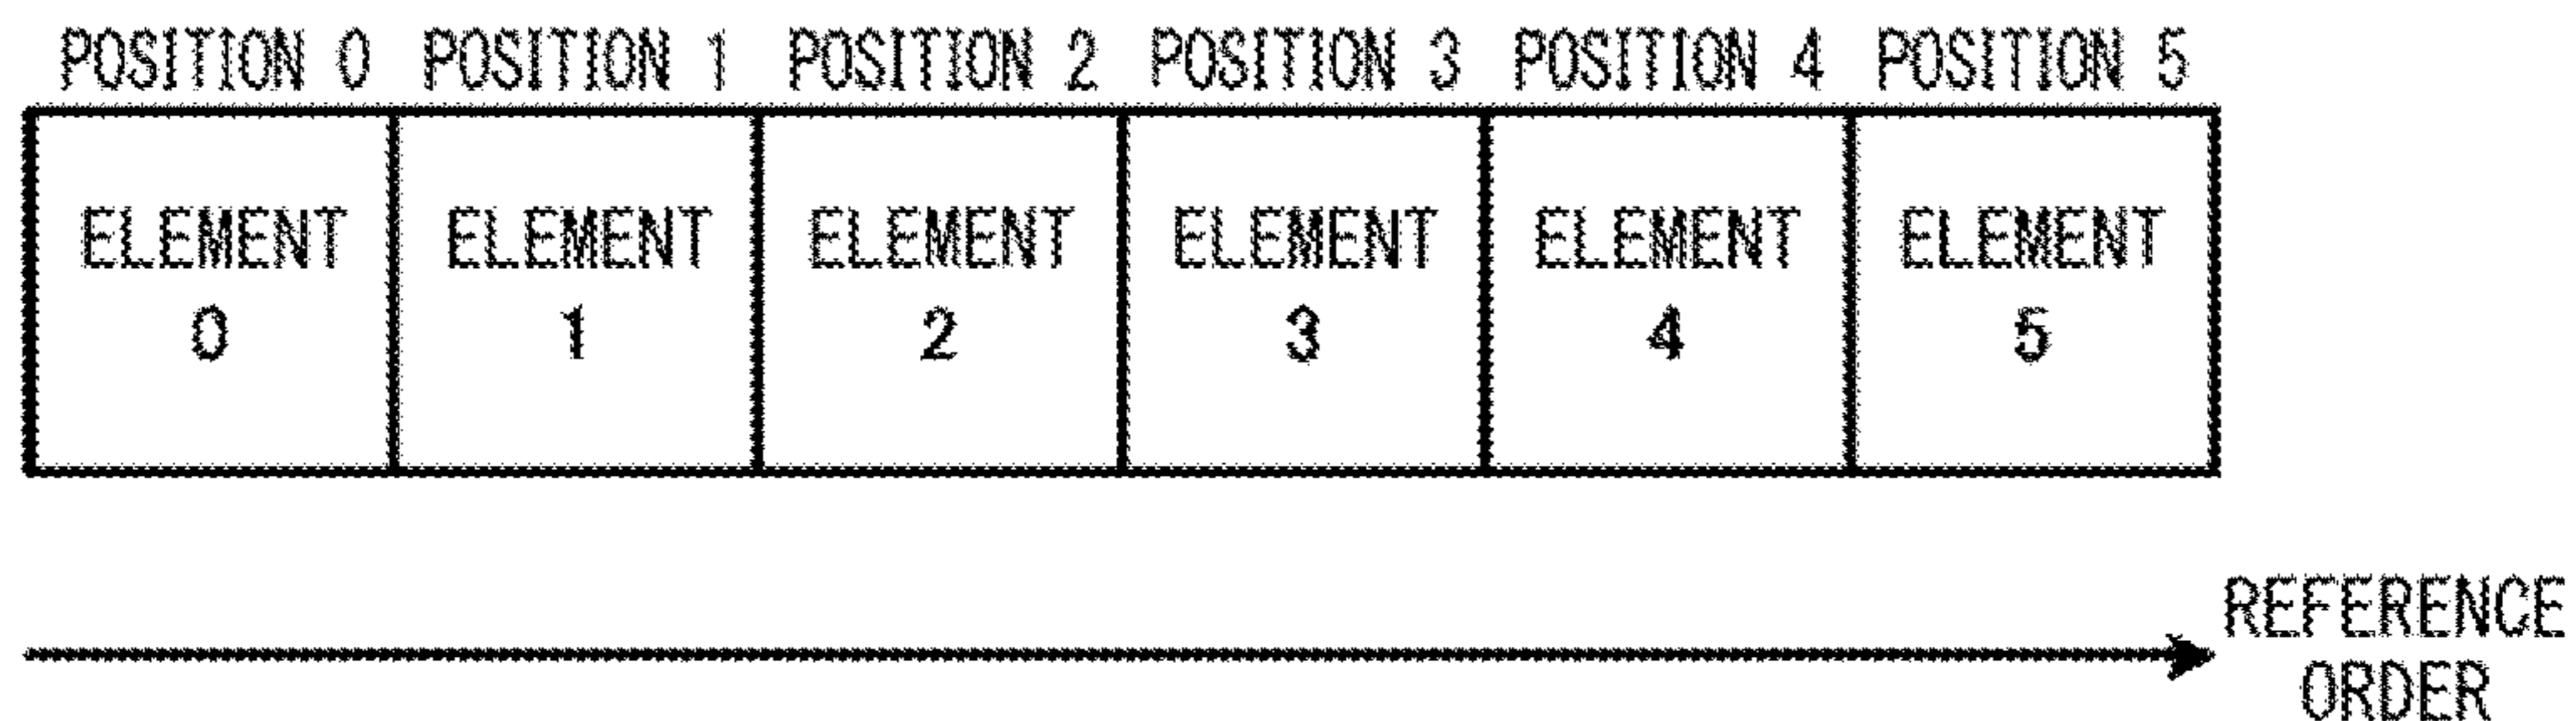 POSITION 0 POSITION 1 POSITION 2 POSITION 3 POSITION 4 POSITION 5
ELEMENT ELEMENT ELEMENT ELEMENT ELEMENT ELEMENT
0 1 2 3 4 5
REFERENCE
ORDER